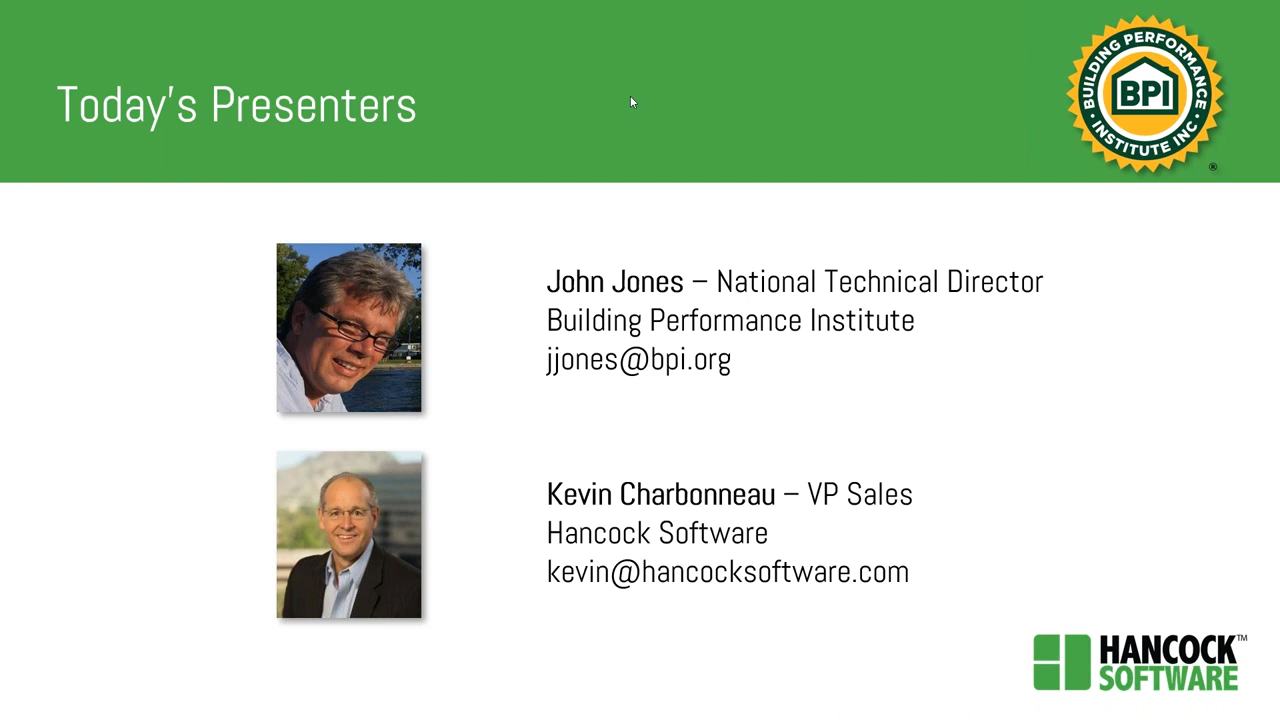 Today's Presenters
BUILDING PERFORMANCE
BPI
INSTITUTE INC
®
John Jones – National Technical Director
Building Performance Institute
jjones@bpi.org
Kevin Charbonneau – VP Sales
Hancock Software
kevin@hancocksoftware.com
HANCOCK™
SOFTWARE